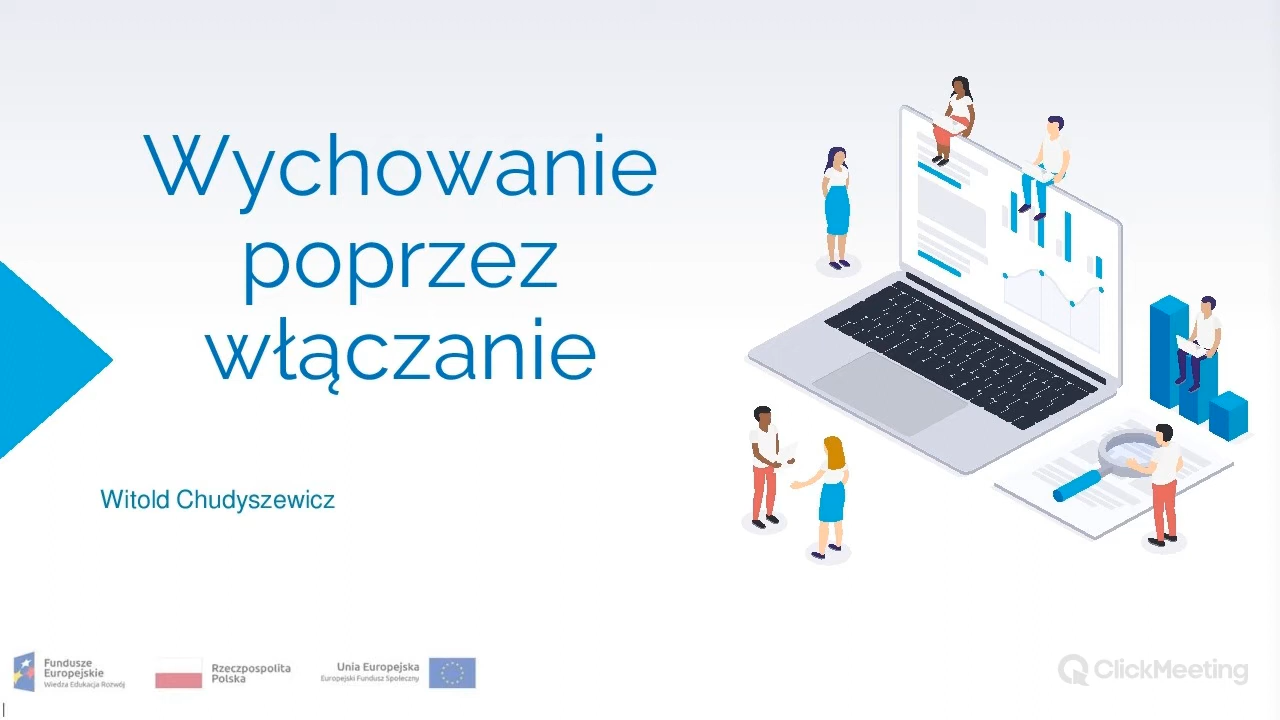 Wychowanie
poprzez
włączanie
Witold Chudyszewicz
Fundusze
Europejskie
Wiedza Edukacja Rozwój
Rzeczpospolita
Polska
Unia Europejska
Europejski Fundusz Społeczny
ClickMeeting